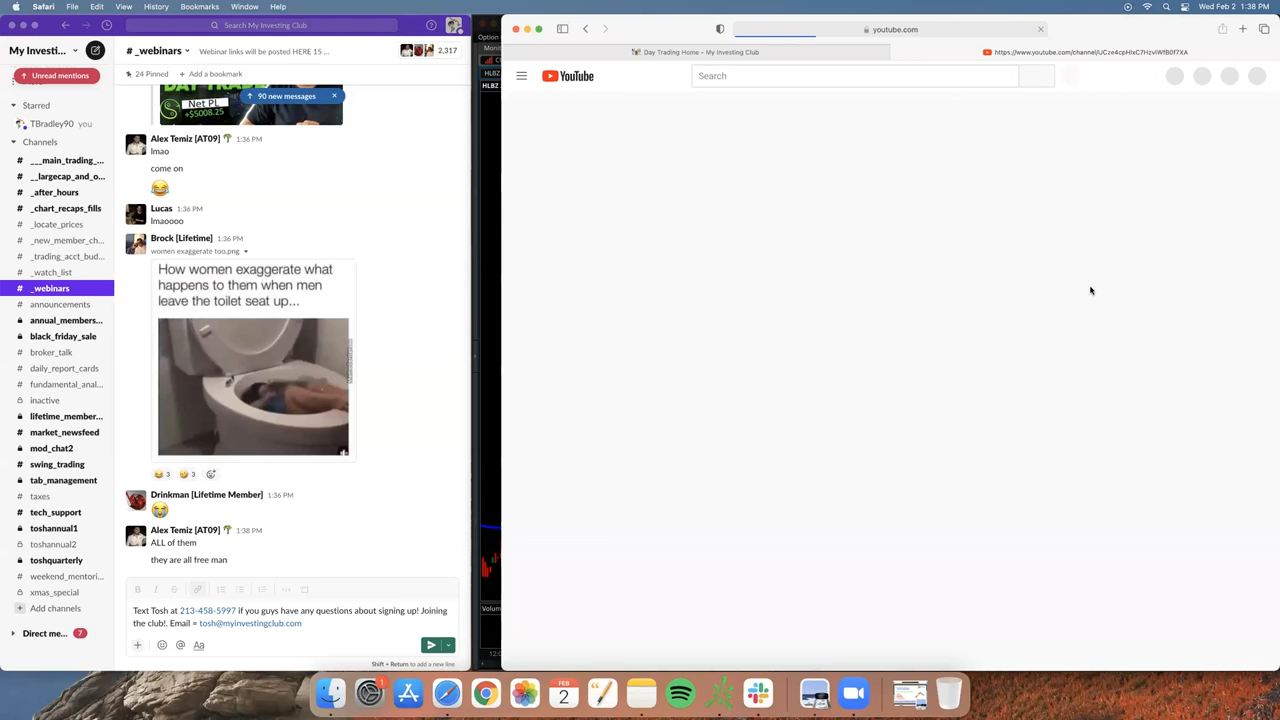 Safari File Edit View History Bookmarks Window Help
Wed Feb 2 1:38 PM
Search My Investing Club
My Investi...
Unread mentions
Starred
TBradley90 you
Channels
# ___main_trading_...
# __largecap_and_o...
# _after_hours
# _chart_recaps_fills
# _locate_prices
# _new_member_ch...
# _trading_acct_bud...
# _watch_list
# _webinars
# announcements
annual_members...
black_friday_sale
# broker_talk
# daily_report_cards
# fundamental_anal...
inactive
lifetime_member...
# market_newsfeed
mod_chat2
# swing_trading
tab_management
# taxes
# tech_support
toshannual1
toshannual2
toshquarterly
# weekend_mentori...
xmas_special
+ Add channels
Direct me... 7
# _webinars
Webinar links will be posted HERE 15 ...
2,317
24 Pinned + Add a bookmark
90 new messages
Net PL
+$5008.25
Alex Temiz [AT09] 1:36 PM
lmao
come on
Lucas 1:36 PM
lmaoooo
Brock [Lifetime] 1:36 PM
women exaggerate too.png
How women exaggerate what
happens to them when men
leave the toilet seat up...
3 3
Drinkman [Lifetime Member] 1:36 PM
Alex Temiz [AT09] 1:38 PM
ALL of them
they are all free man
Text Tosh at 213-458-5997 if you guys have any questions about signing up! Joining
the club!. Email = tosh@myinvestingclub.com
Shift + Return to add a new line
Option
HLBZ
HLBZ
Volum
youtube.com
Day Trading Home - My Investing Club
YouTube
Search
FEB
2
1